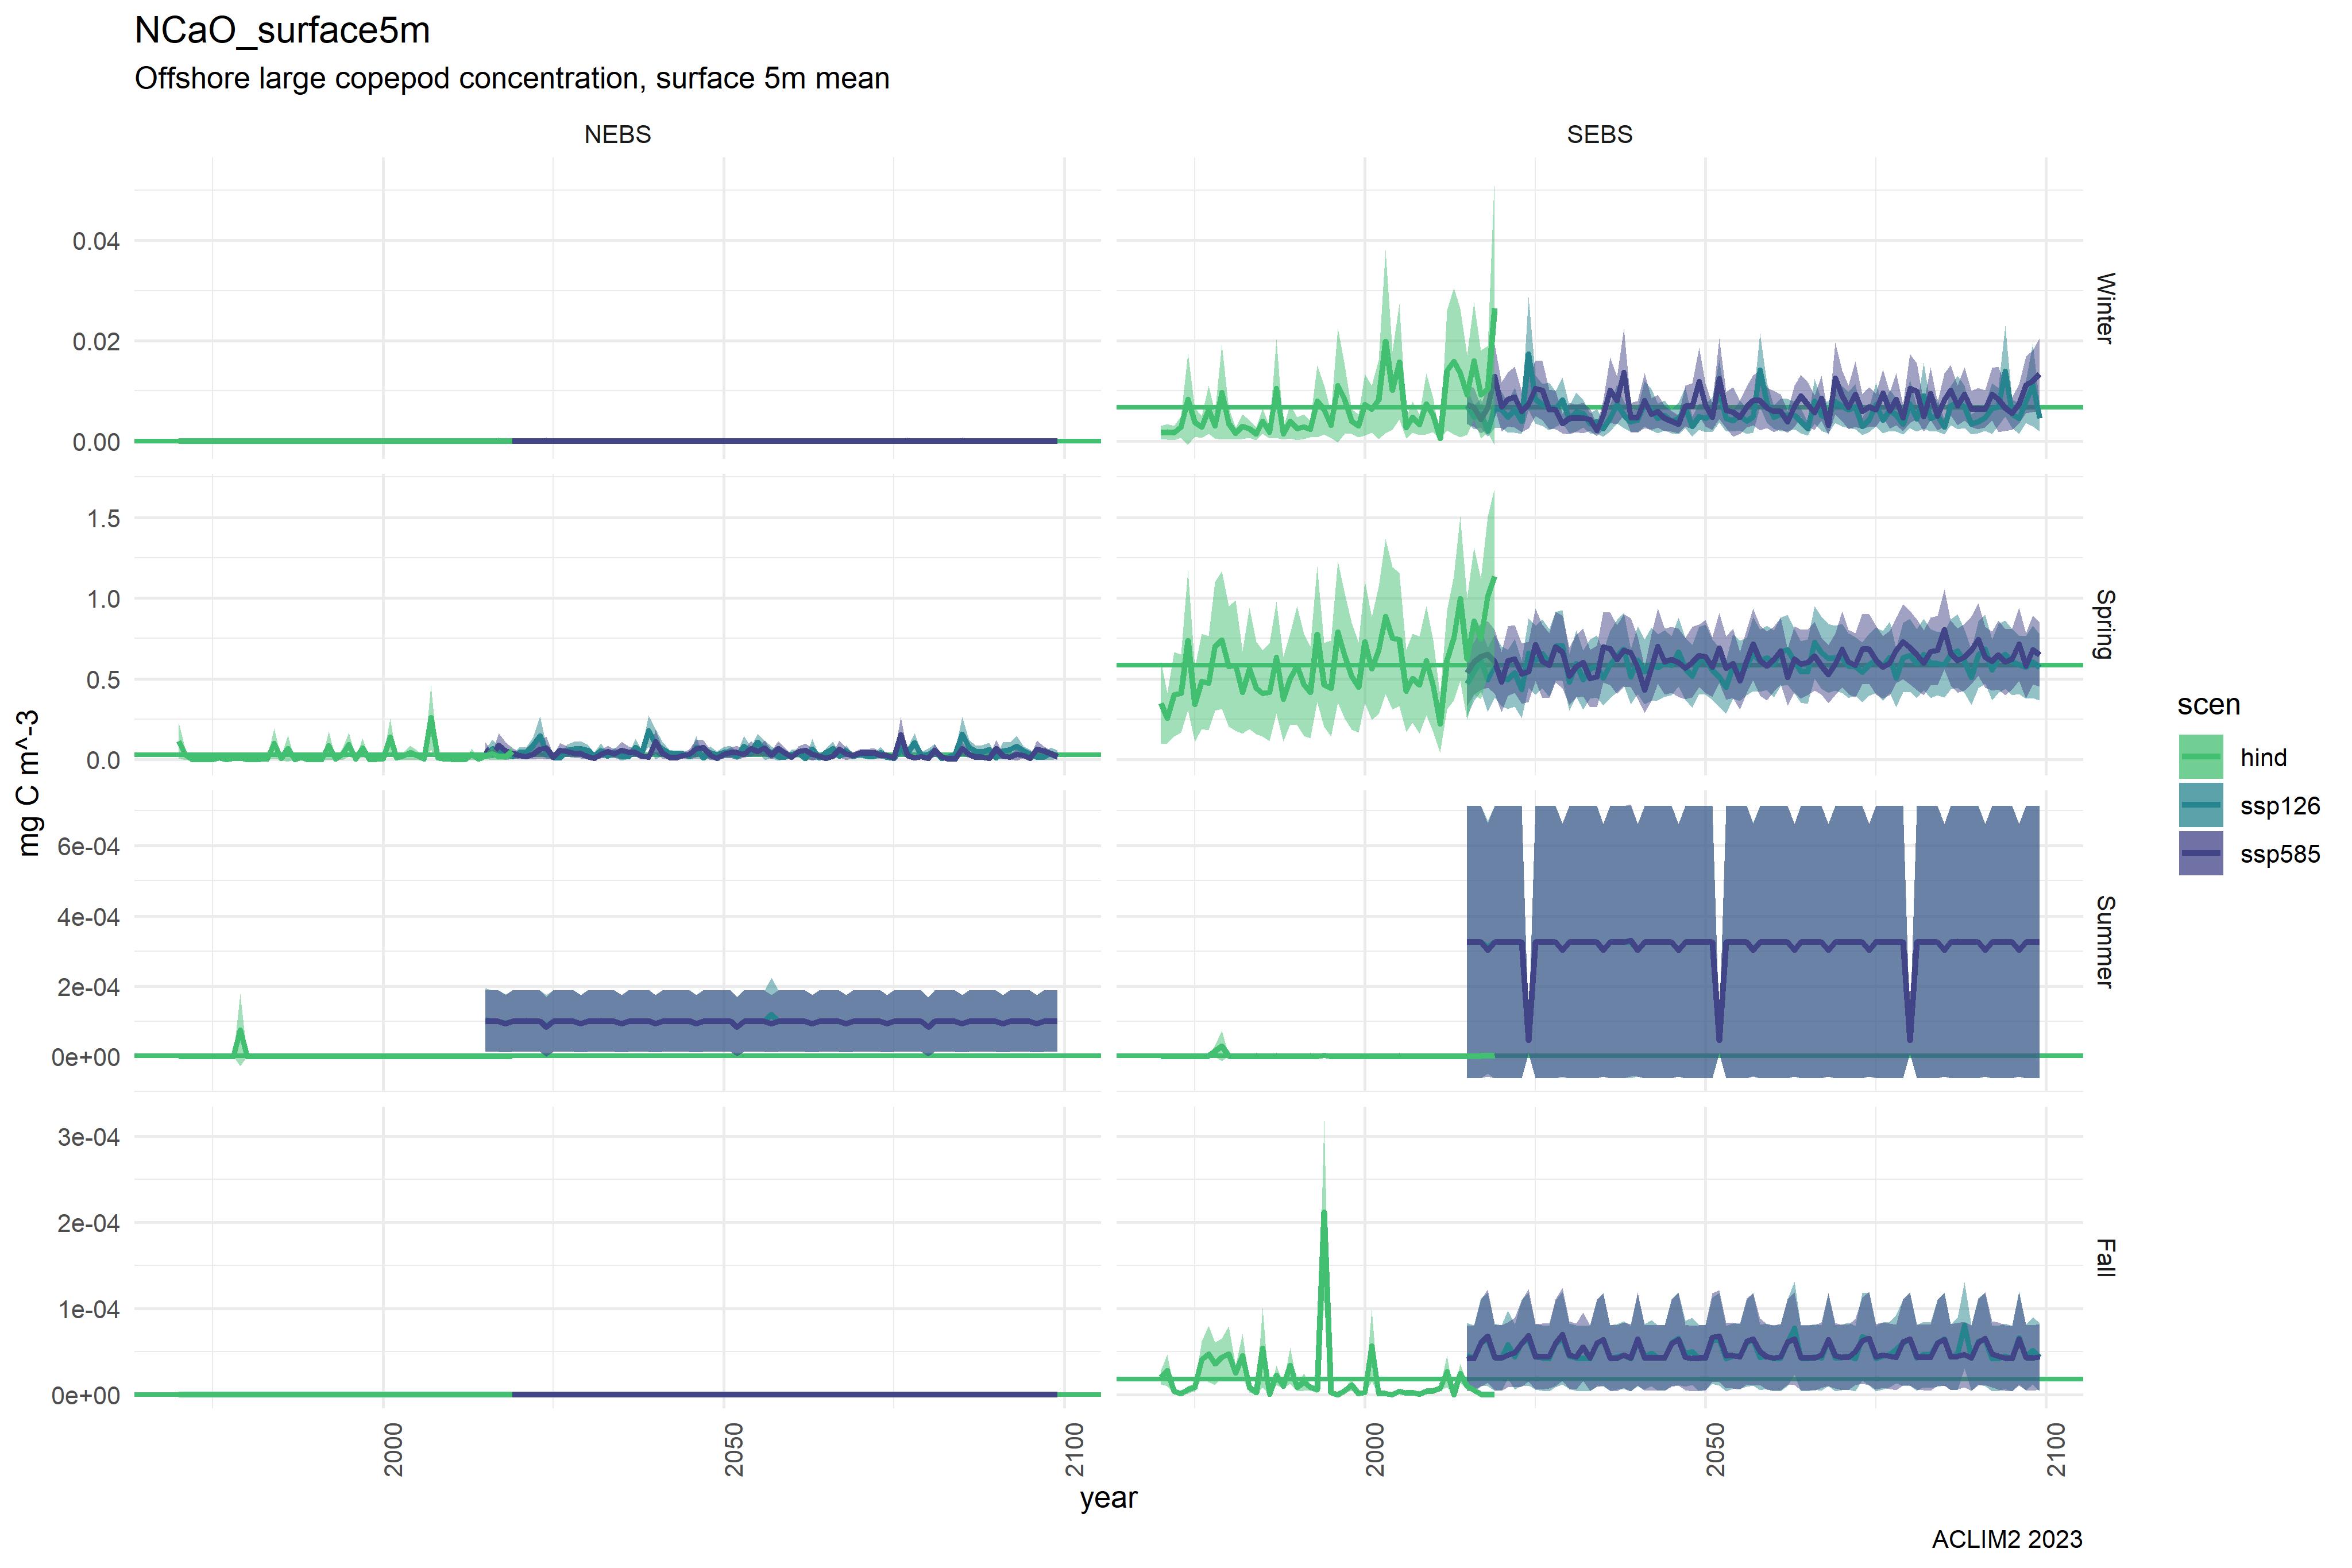 NCaO_surface5m
Offshore large copepod concentration, surface 5m mean
NEBS
SEBS
0.04
0.02
0.00
Winter
1.5
1.0
0.5
0.0
Spring
mg C m^-3
6e-04
4e-04
2e-04
0e+00
Summer
3e-04
2e-04
1e-04
0e+00
Fall
2000
2050
2100
2000
2050
2100
year
scen
hind
ssp126
ssp585
ACLIM2 2023